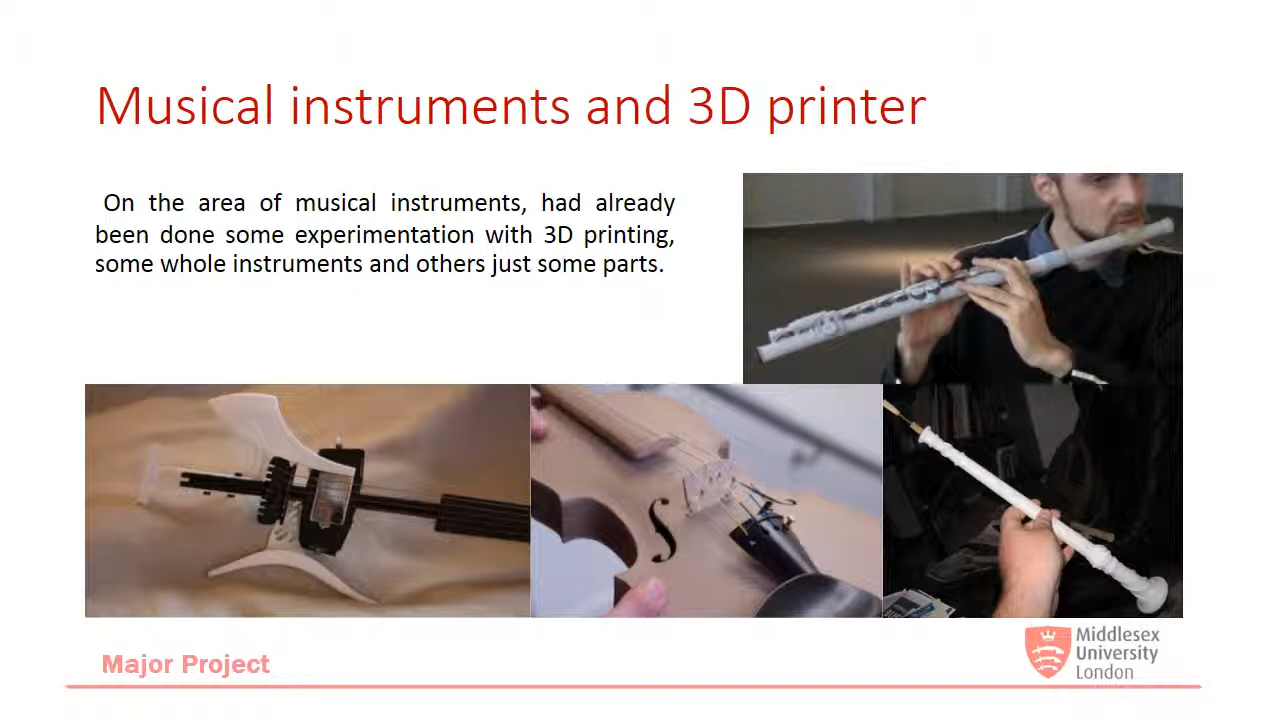 Musical instruments and 3D printer
On the area of musical instruments, had already
been done some experimentation with 3D printing,
some whole instruments and others just some parts.
Major Project
Middlesex
University
London